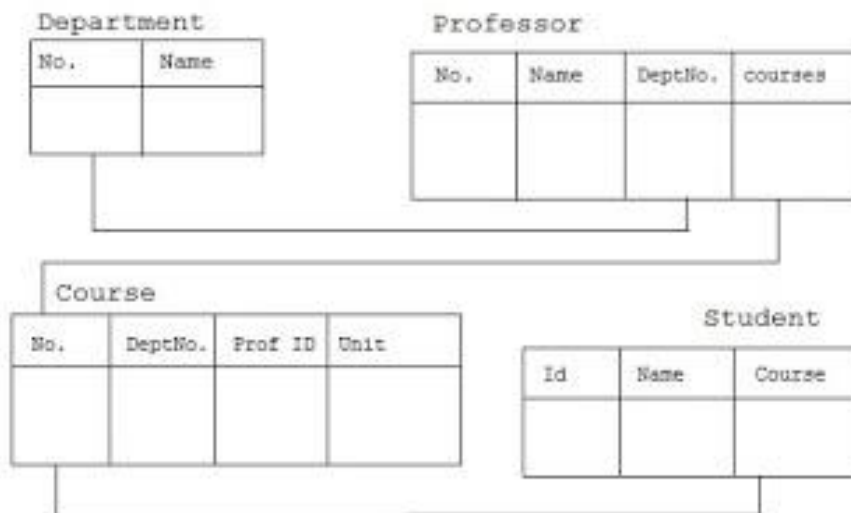 Department
No. Name
Professor
No. Name DeptNo. courses
Course
No. DeptNo. Prof ID Unit
Student
Id Name Course